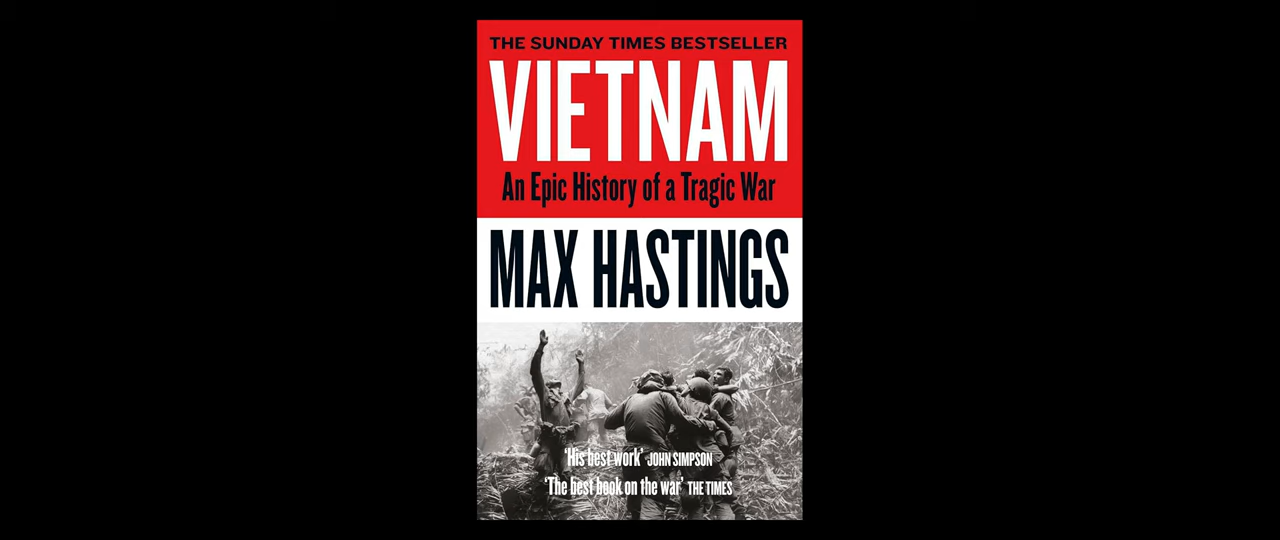 THE SUNDAY TIMES BESTSELLER
VIETNAM
An Epic History of a Tragic War
MAX HASTINGS
‘His best work’ JOHN SIMPSON
‘The best book on the war’ THE TIMES